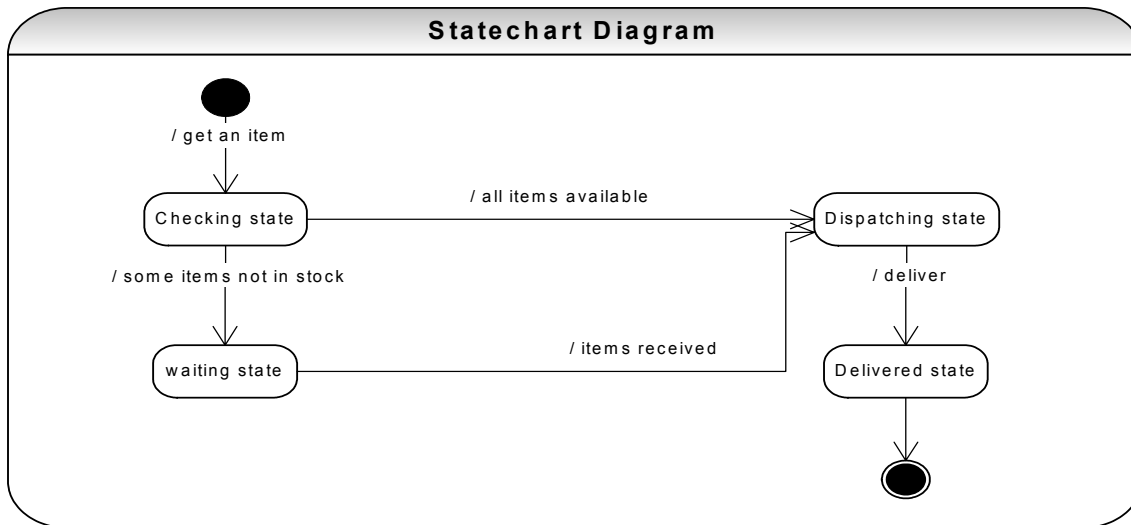 Statechart Diagram
/ get an item
/ all items available
Checking state
Dispatching state
/ some items not in stock
/ deliver
/ items received
waiting state
Delivered state